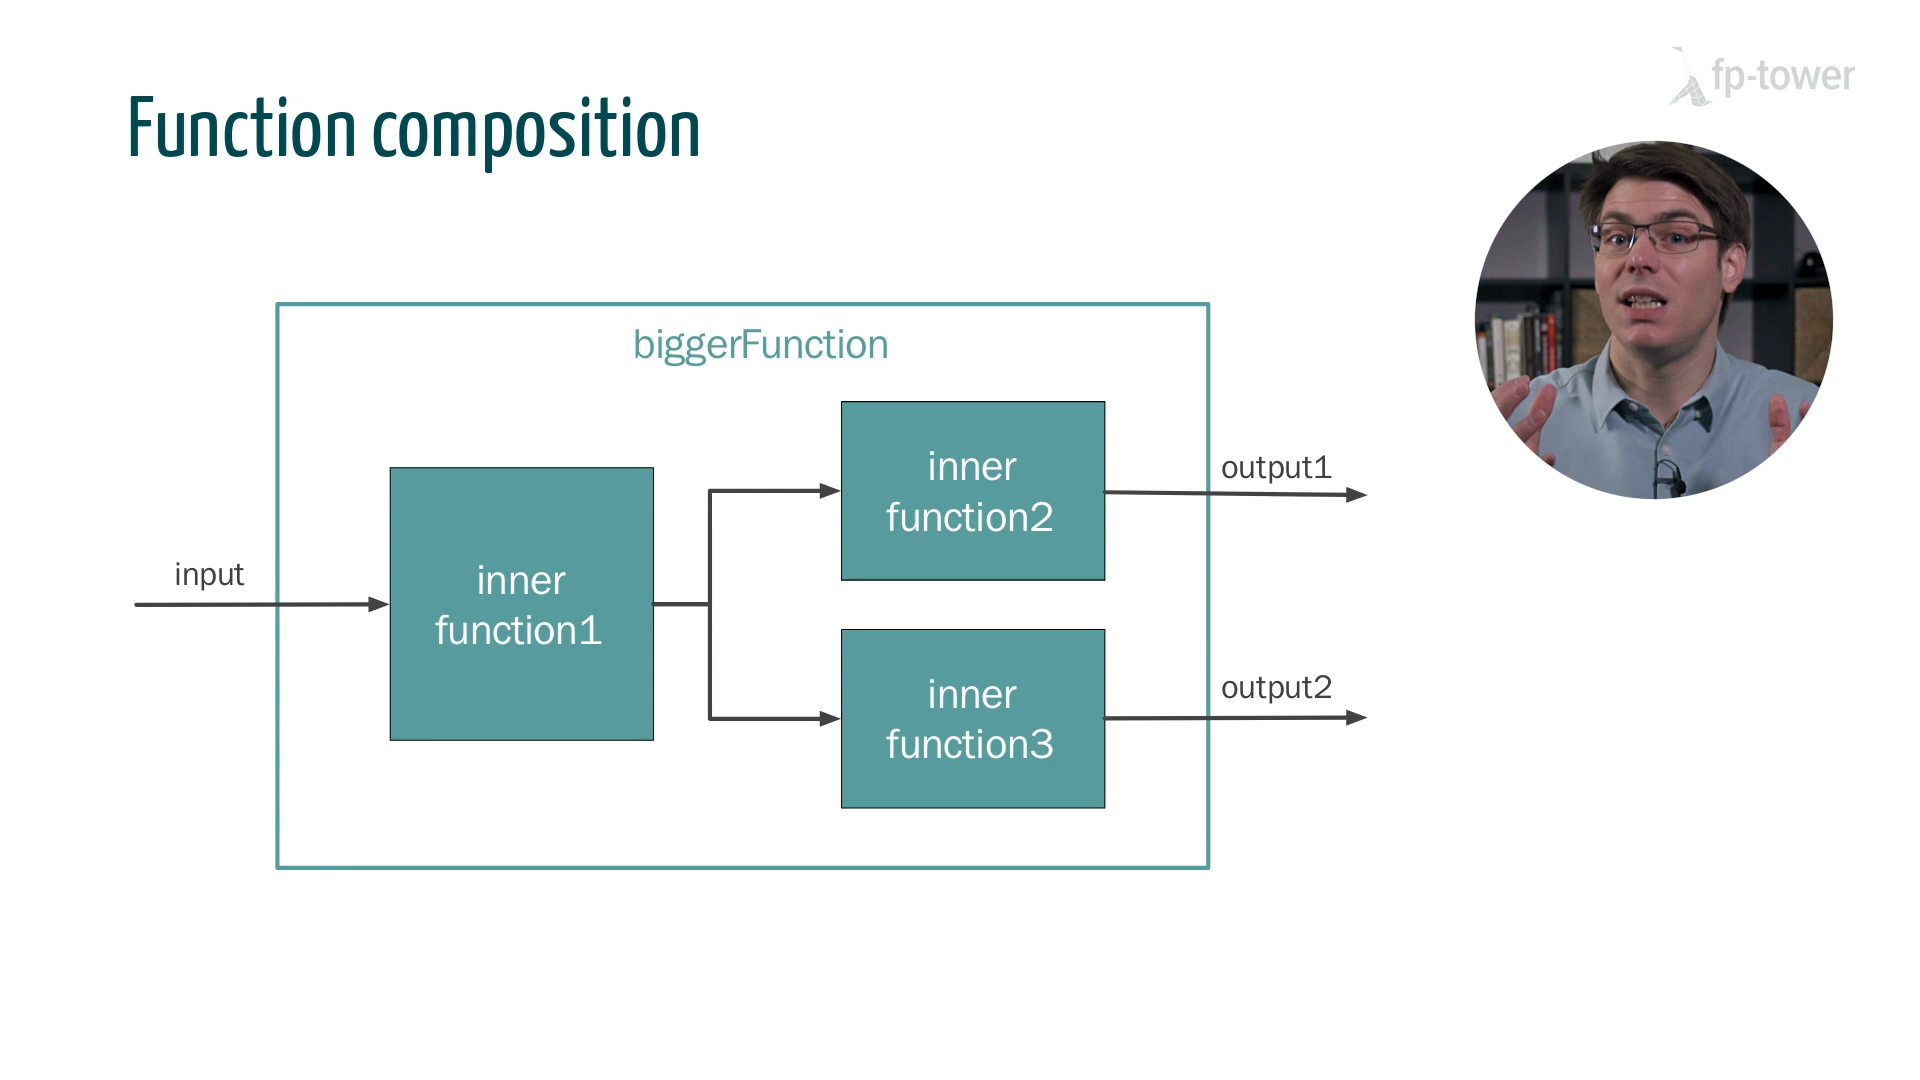 fp-tower
Function composition
biggerFunction
input
inner
function1
inner
function2
output1
inner
function3
output2